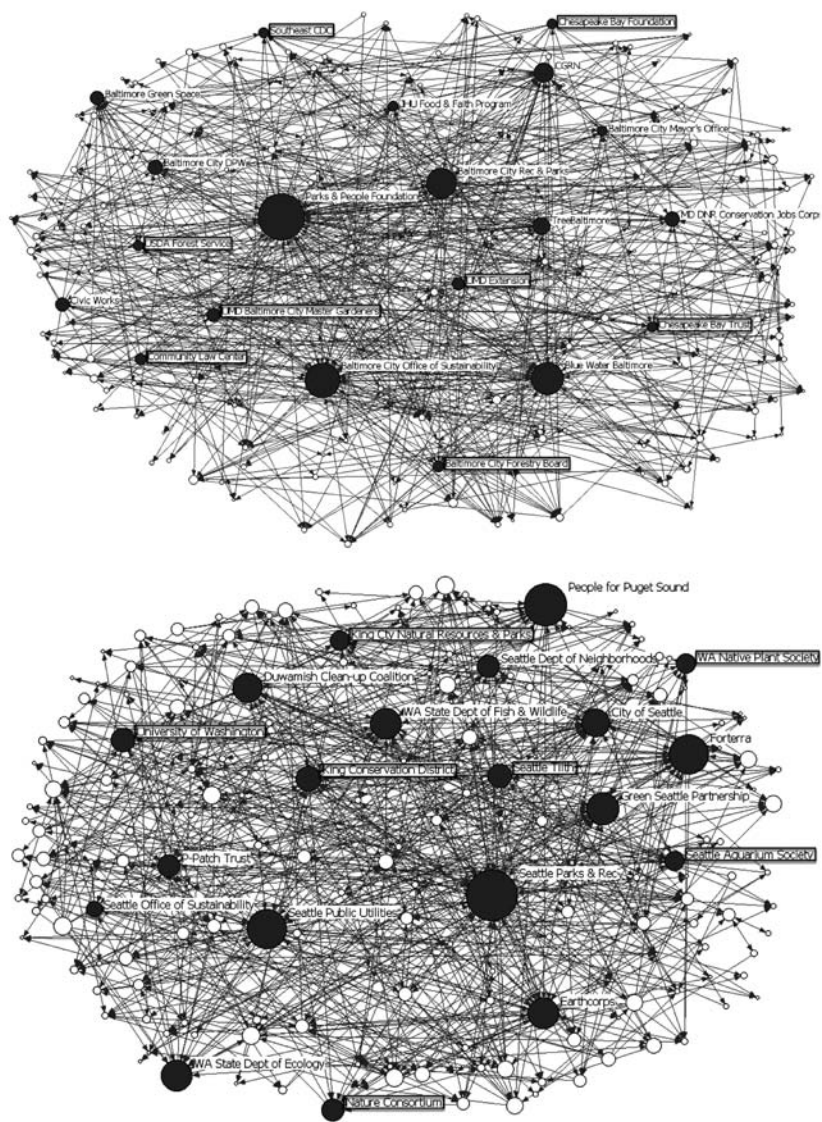 Southeast CDC
Chesapeake Bay Foundation
CGRN
Baltimore Green Space
JHU Food & Faith Program
Baltimore City Mayor's Office
Baltimore City DPW
Baltimore City Rec & Parks
Parks & People Foundation
TreeBaltimore
MD DNR Conservation Jobs Corps
USDA Forest Service
UMD Extension
Civic Works
UMD Baltimore City Master Gardeners
Chesapeake Bay Trust
Community Law Center
Baltimore City Office of Sustainability
Blue Water Baltimore
Baltimore City Forestry Board
People for Puget Sound
King Cty Natural Resources & Parks
Seattle Dept of Neighborhoods
WA Native Plant Society
Duwamish Clean-up Coalition
WA State Dept of Fish & Wildlife
City of Seattle
University of Washington
Forterra
King Conservation District
Seattle Tilth
Green Seattle Partnership
P-Patch Trust
Seattle Aquarium Society
Seattle Parks & Recv
Seattle Office of Sustainability
Seattle Public Utilities
Earthcorps
WA State Dept of Ecology
Nature Consortium